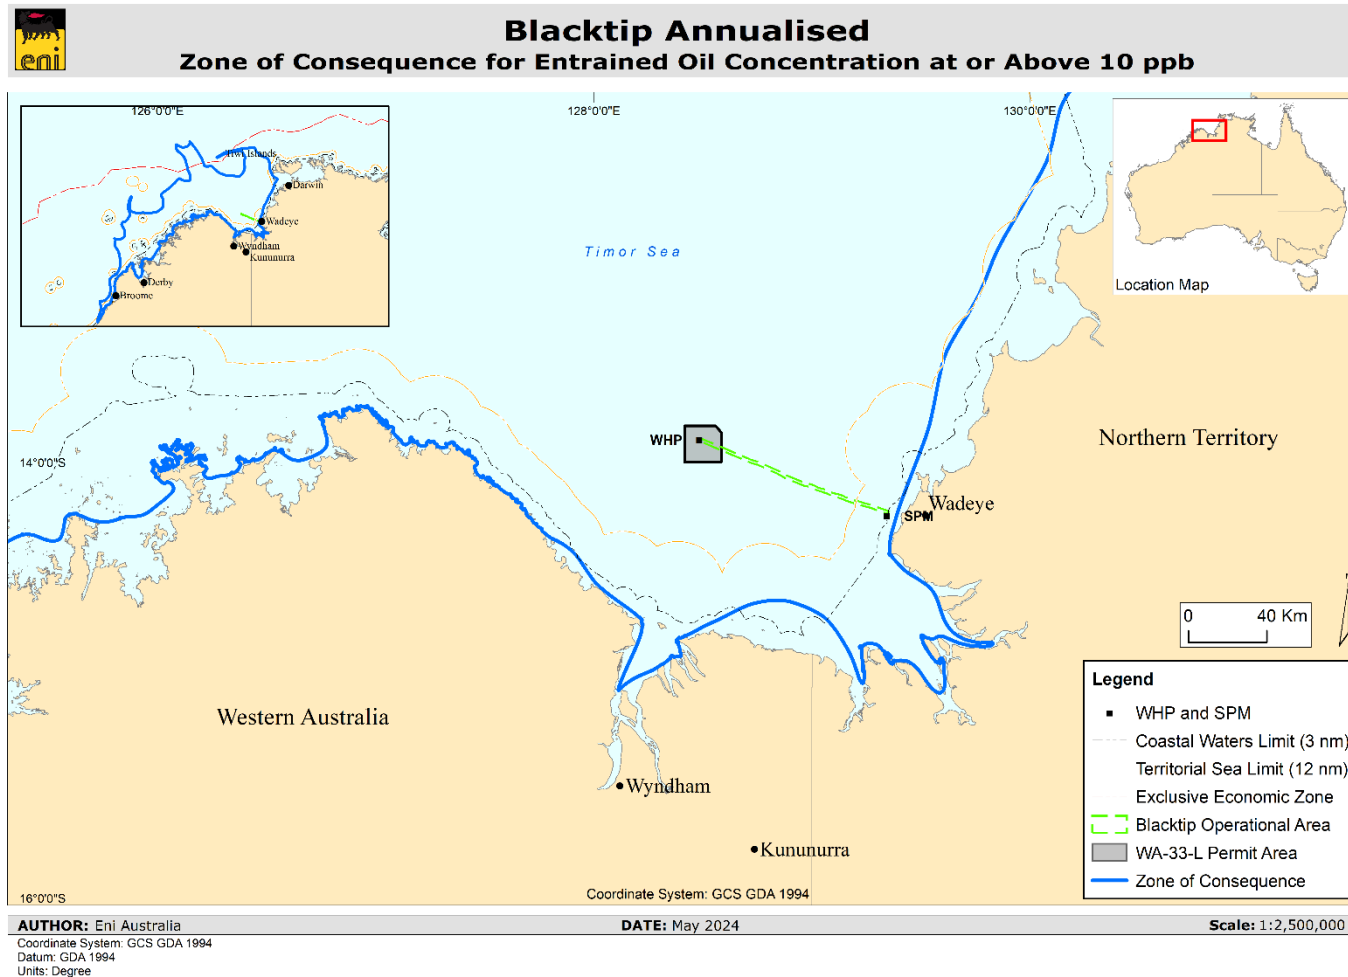 Blacktip Annualised
Zone of Consequence for Entrained Oil Concentration at or Above 10 ppb
eni
126°0'0"E
128°0'0"E
130°0'0"E
Tiwi Islands
Darwin
Wadeye
Wyndham
Kununurra
Derby
Broome
Timor Sea
Location Map
WHP
14°0'0"S
Northern Territory
SPM
Wadeye
0 40 Km
Western Australia
Wyndham
Kununurra
16°0'0"S
Coordinate System: GCS GDA 1994
Legend
WHP and SPM
Coastal Waters Limit (3 nm)
Territorial Sea Limit (12 nm)
Exclusive Economic Zone
Blacktip Operational Area
WA-33-L Permit Area
Zone of Consequence
AUTHOR: Eni Australia DATE: May 2024 Scale: 1:2,500,000
Coordinate System: GCS GDA 1994
Datum: GDA 1994
Units: Degree